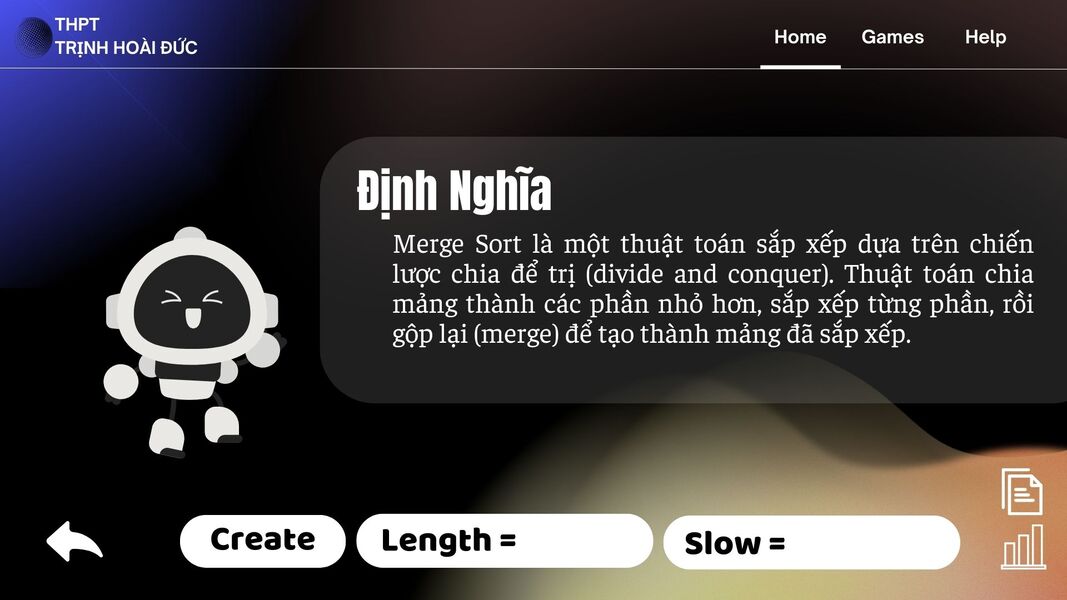 THPT
TRỊNH HOÀI ĐỨC
Home Games Help
Định Nghĩa
Merge Sort là một thuật toán sắp xếp dựa trên chiến
lược chia để trị (divide and conquer). Thuật toán chia
mảng thành các phần nhỏ hơn, sắp xếp từng phần, rồi
gộp lại (merge) để tạo thành mảng đã sắp xếp.
Create Length = Slow =